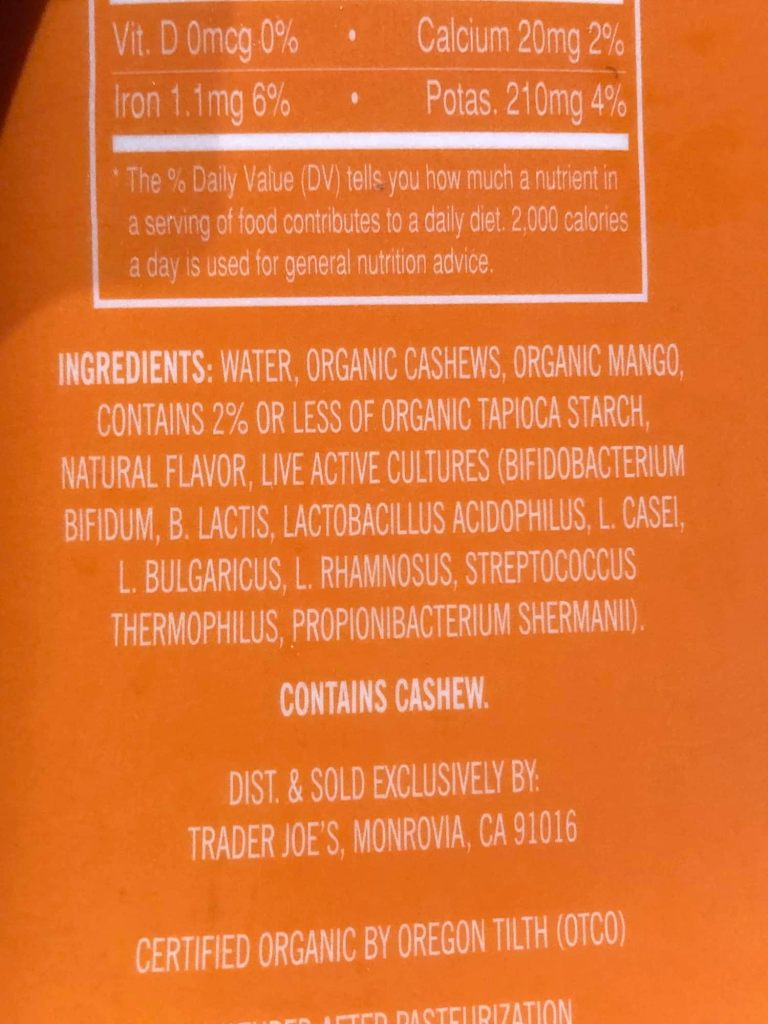 Vit. D 0mcg 0% • Calcium 20mg 2%
Iron 1.1mg 6% • Potas. 210mg 4%
* The % Daily Value (DV) tells you how much a nutrient in
a serving of food contributes to a daily diet. 2,000 calories
a day is used for general nutrition advice.
INGREDIENTS: WATER, ORGANIC CASHEWS, ORGANIC MANGO,
CONTAINS 2% OR LESS OF ORGANIC TAPIOCA STARCH,
NATURAL FLAVOR, LIVE ACTIVE CULTURES (BIFIDOBACTERIUM
BIFIDUM, B. LACTIS, LACTOBACILLUS ACIDOPHILUS, L. CASEI,
L. BULGARICUS, L. RHAMNOSUS, STREPTOCOCCUS
THERMOPHILUS, PROPIONIBACTERIUM SHERMANII).
CONTAINS CASHEW.
DIST. & SOLD EXCLUSIVELY BY:
TRADER JOE'S, MONROVIA, CA 91016
CERTIFIED ORGANIC BY OREGON TILTH (OTCO)
AFTER PASTEURIZATION